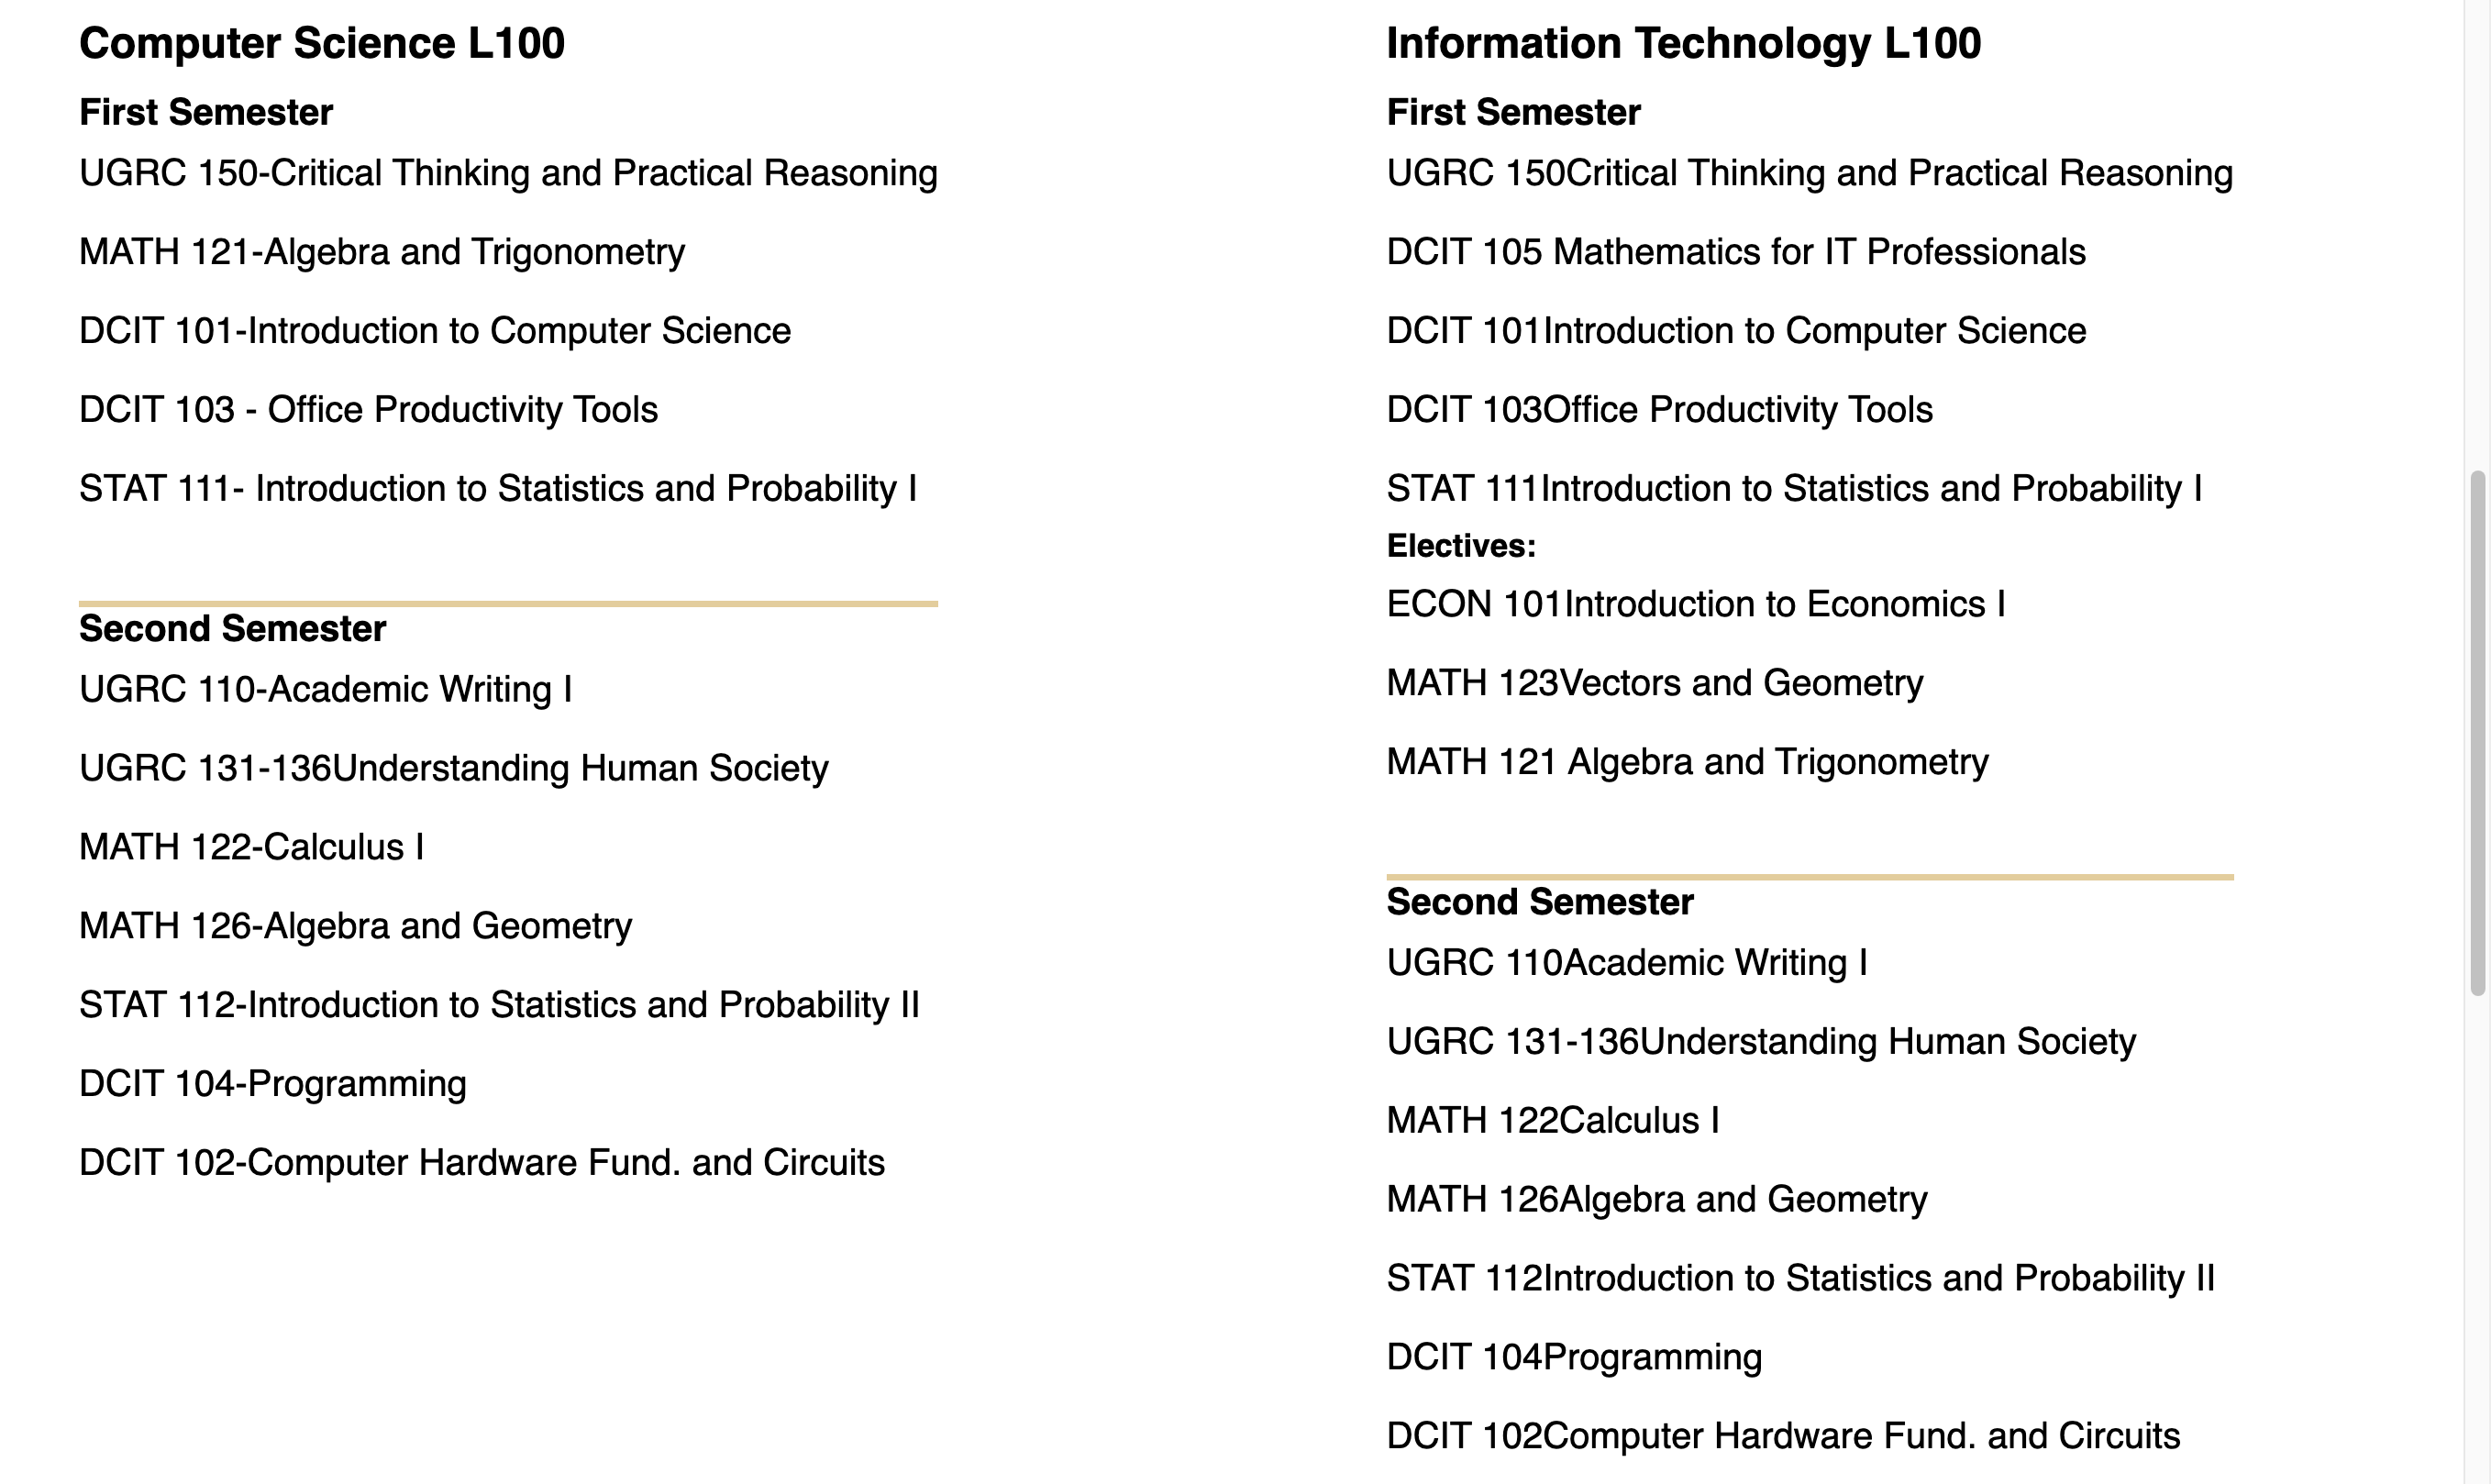 Computer Science L100
First Semester
UGRC 150-Critical Thinking and Practical Reasoning
MATH 121-Algebra and Trigonometry
DCIT 101-Introduction to Computer Science
DCIT 103 - Office Productivity Tools
STAT 111- Introduction to Statistics and Probability I
Second Semester
UGRC 110-Academic Writing I
UGRC 131-136Understanding Human Society
MATH 122-Calculus I
MATH 126-Algebra and Geometry
STAT 112-Introduction to Statistics and Probability II
DCIT 104-Programming
DCIT 102-Computer Hardware Fund. and Circuits
Information Technology L100
First Semester
UGRC 150Critical Thinking and Practical Reasoning
DCIT 105 Mathematics for IT Professionals
DCIT 101Introduction to Computer Science
DCIT 103Office Productivity Tools
STAT 111Introduction to Statistics and Probability I
Electives:
ECON 101Introduction to Economics I
MATH 123Vectors and Geometry
MATH 121 Algebra and Trigonometry
Second Semester
UGRC 110Academic Writing I
UGRC 131-136Understanding Human Society
MATH 122Calculus I
MATH 126Algebra and Geometry
STAT 112Introduction to Statistics and Probability II
DCIT 104Programming
DCIT 102Computer Hardware Fund. and Circuits